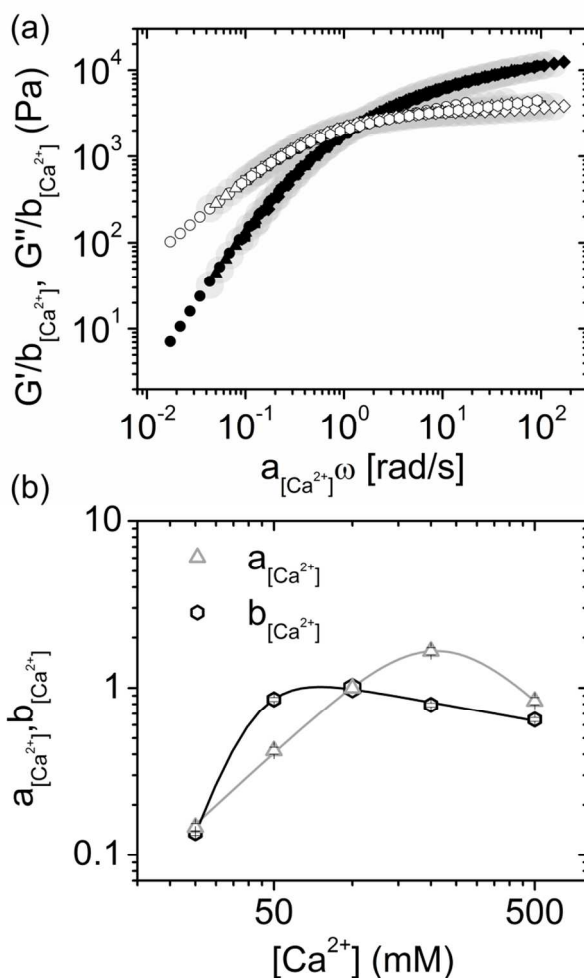 (a)
10⁴
10³
10²
10¹
G'/b[Ca²⁺], G''/b[Ca²⁺] (Pa)
10⁻² 10⁻¹ 10⁰ 10¹ 10²
a[Ca²⁺]ω [rad/s]
(b)
10
1
0.1
a[Ca²⁺], b[Ca²⁺]
a[Ca²⁺]
b[Ca²⁺]
50 500
[Ca²⁺] (mM)